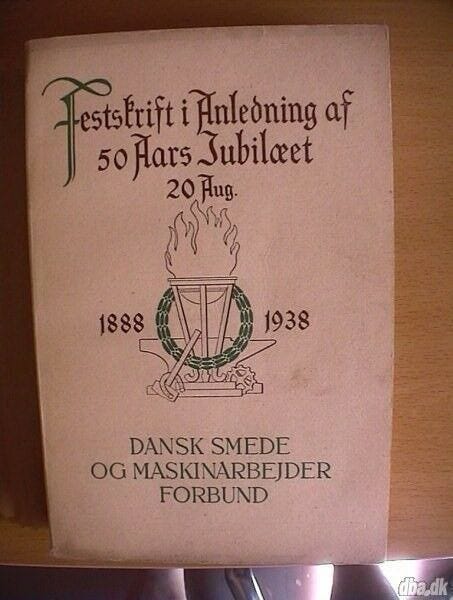 Festskrift i Anledning af
50 Aars Jubilæet
20 Aug.
1888 1938
DANSK SMEDE
OG MASKINARBEJDER
FORBUND
dba.dk